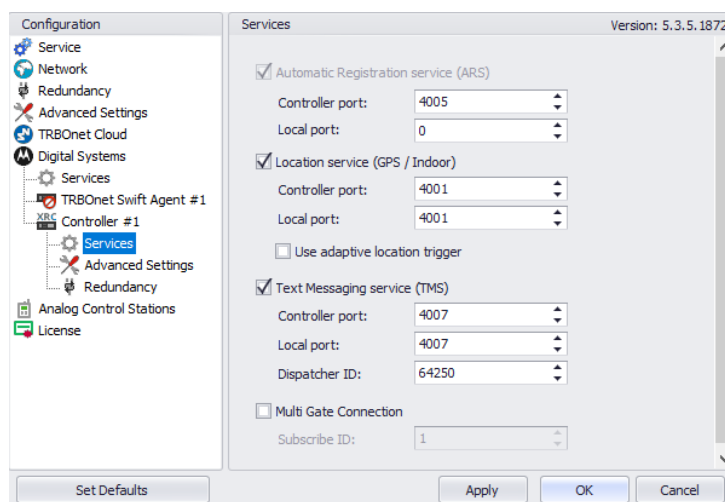 Configuration
Service
Network
Redundancy
Advanced Settings
TRBOnet Cloud
Digital Systems
Services
TRBOnet Swift Agent #1
XRC Controller #1
Services
Advanced Settings
Redundancy
Analog Control Stations
License
Set Defaults
Services Version: 5.3.5.1872
Automatic Registration service (ARS)
Controller port: 4005
Local port: 0
Location service (GPS / Indoor)
Controller port: 4001
Local port: 4001
Use adaptive location trigger
Text Messaging service (TMS)
Controller port: 4007
Local port: 4007
Dispatcher ID: 64250
Multi Gate Connection
Subscribe ID: 1
Apply OK Cancel